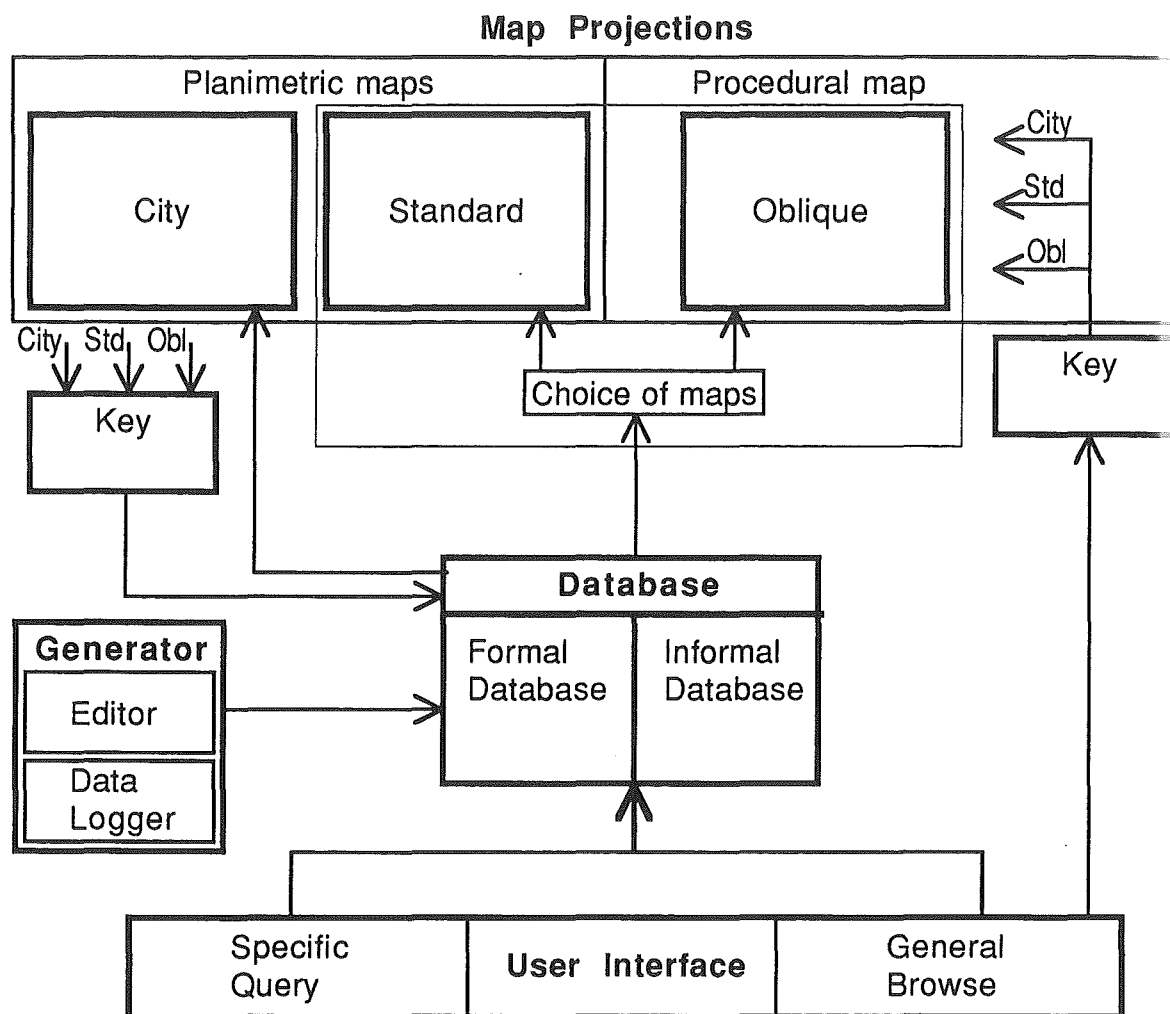 Map Projections
Planimetric maps
Procedural map
City
Standard
Oblique
City
Std
Obl
City Std Obl
Key
Choice of maps
Key
Database
Formal
Database
Informal
Database
Generator
Editor
Data
Logger
Specific
Query
User Interface
General
Browse